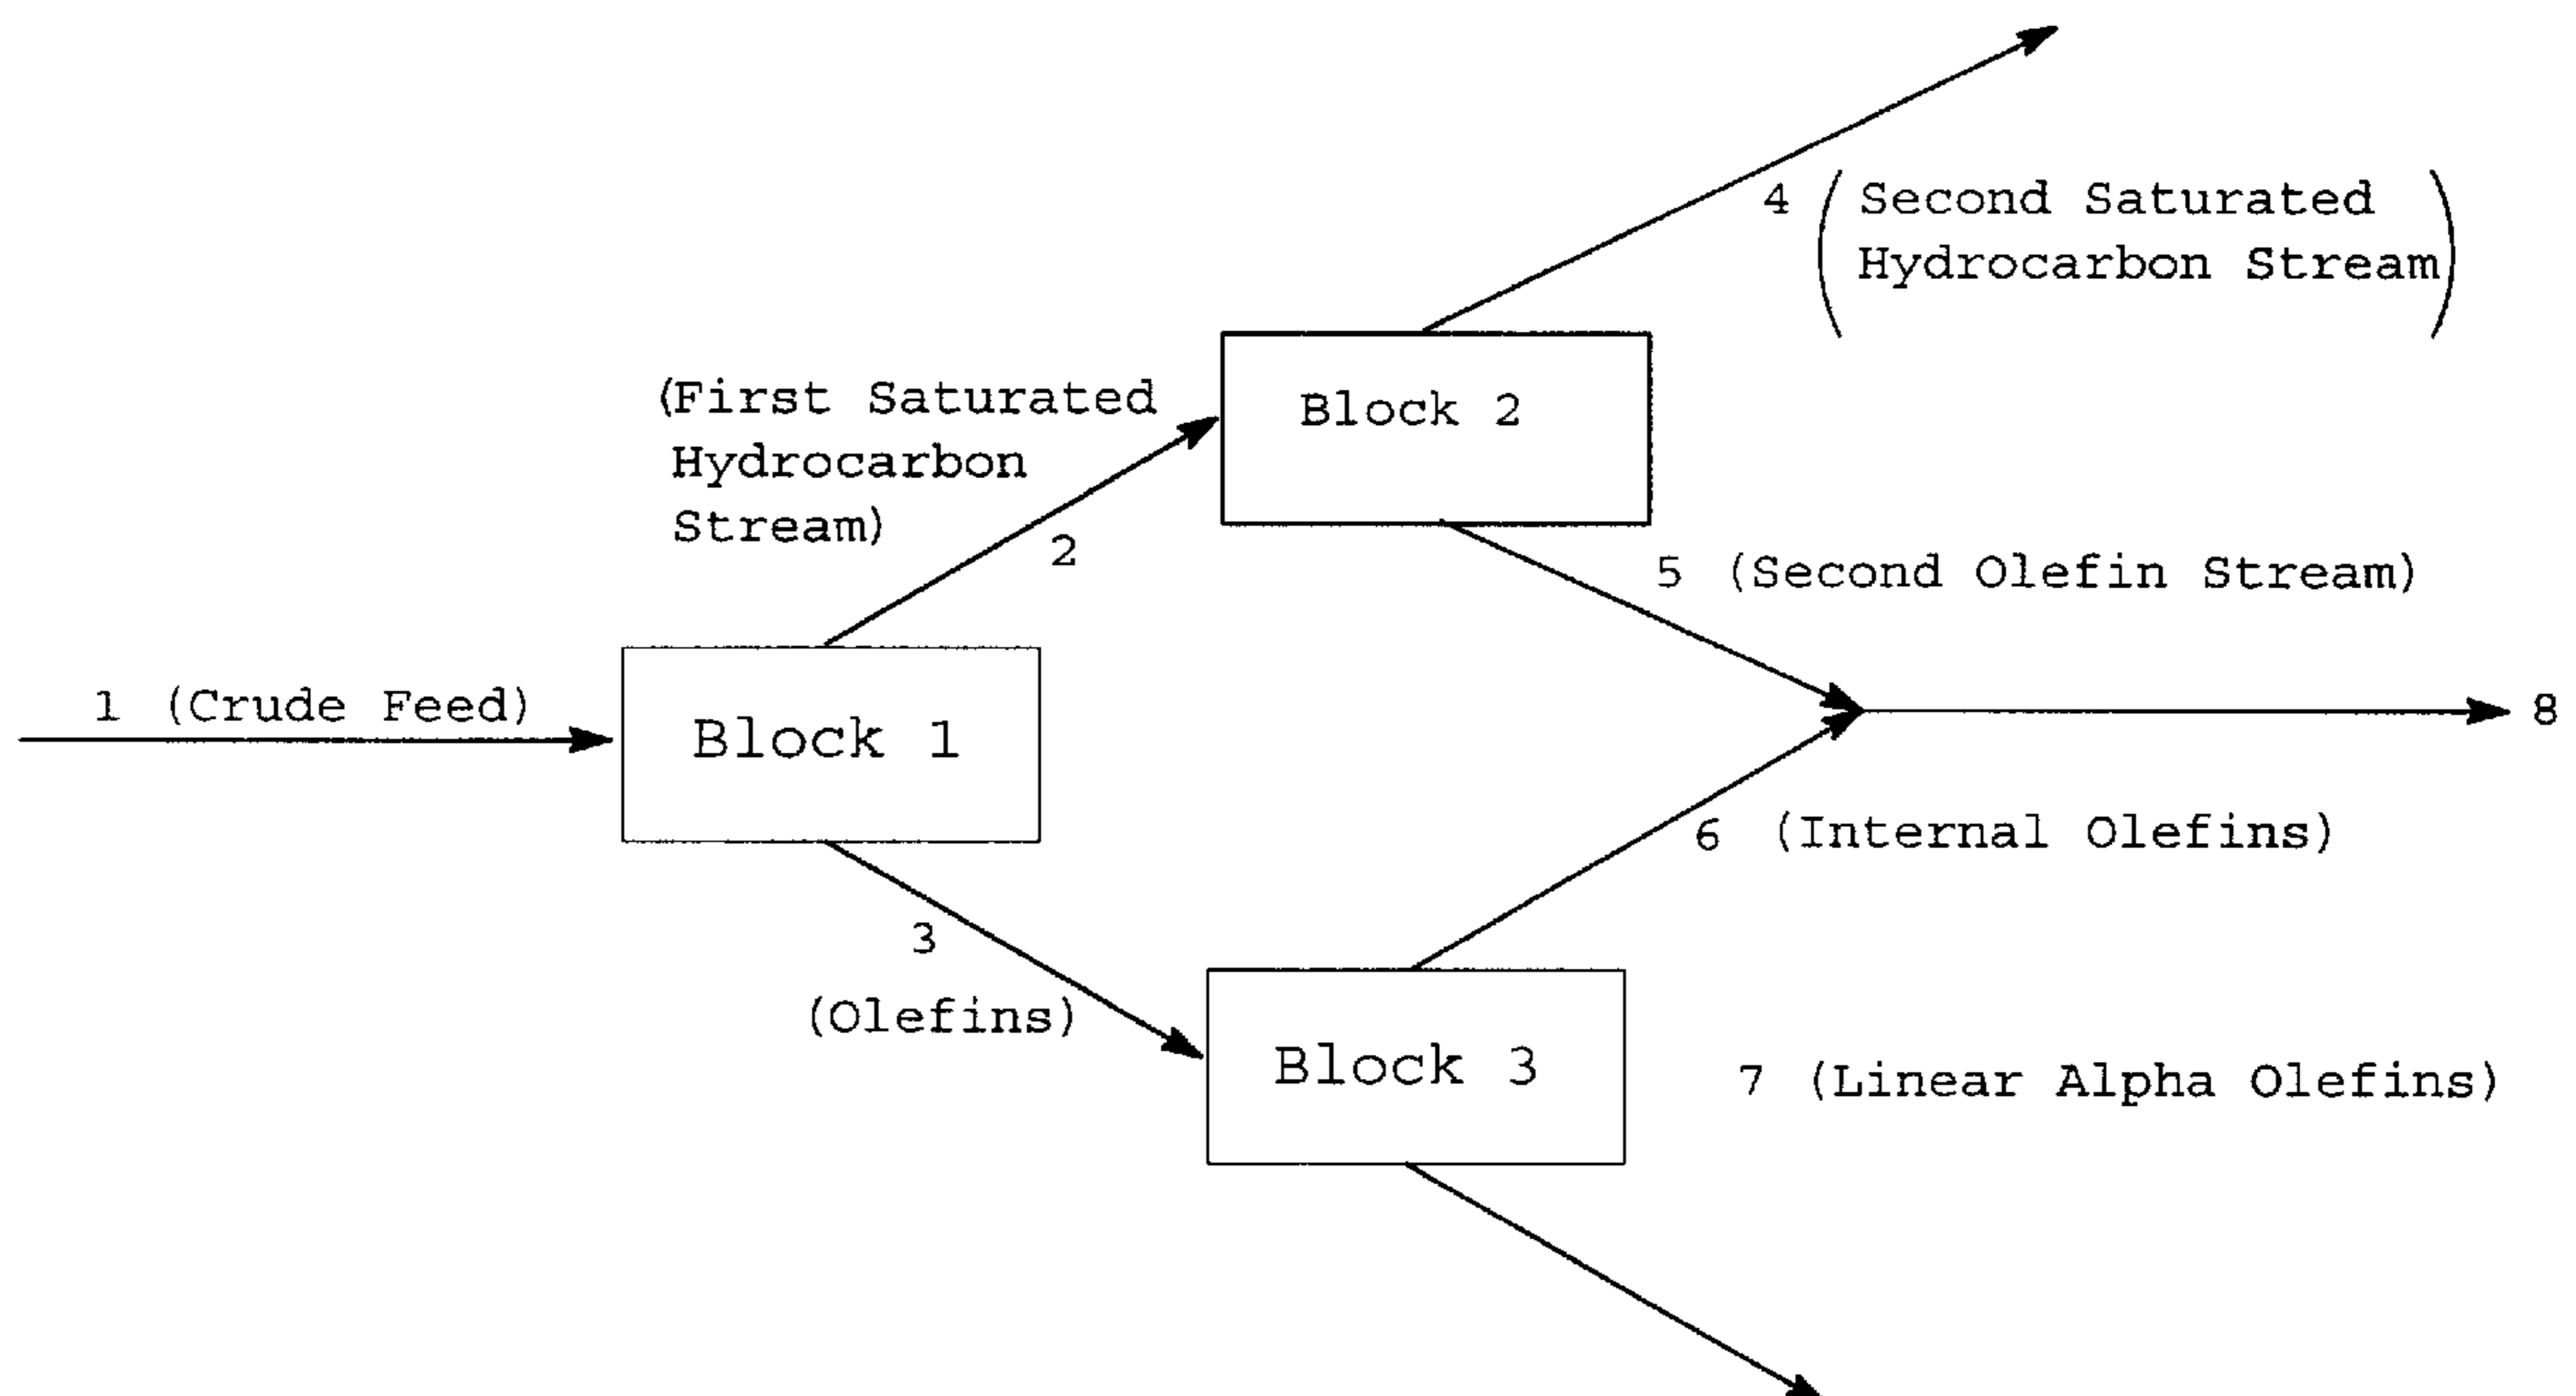 4 (Second Saturated
Hydrocarbon Stream)
(First Saturated
Hydrocarbon
Stream)
2
Block 2
5 (Second Olefin Stream)
1 (Crude Feed)
Block 1
8
6 (Internal Olefins)
3
(Olefins)
Block 3
7 (Linear Alpha Olefins)